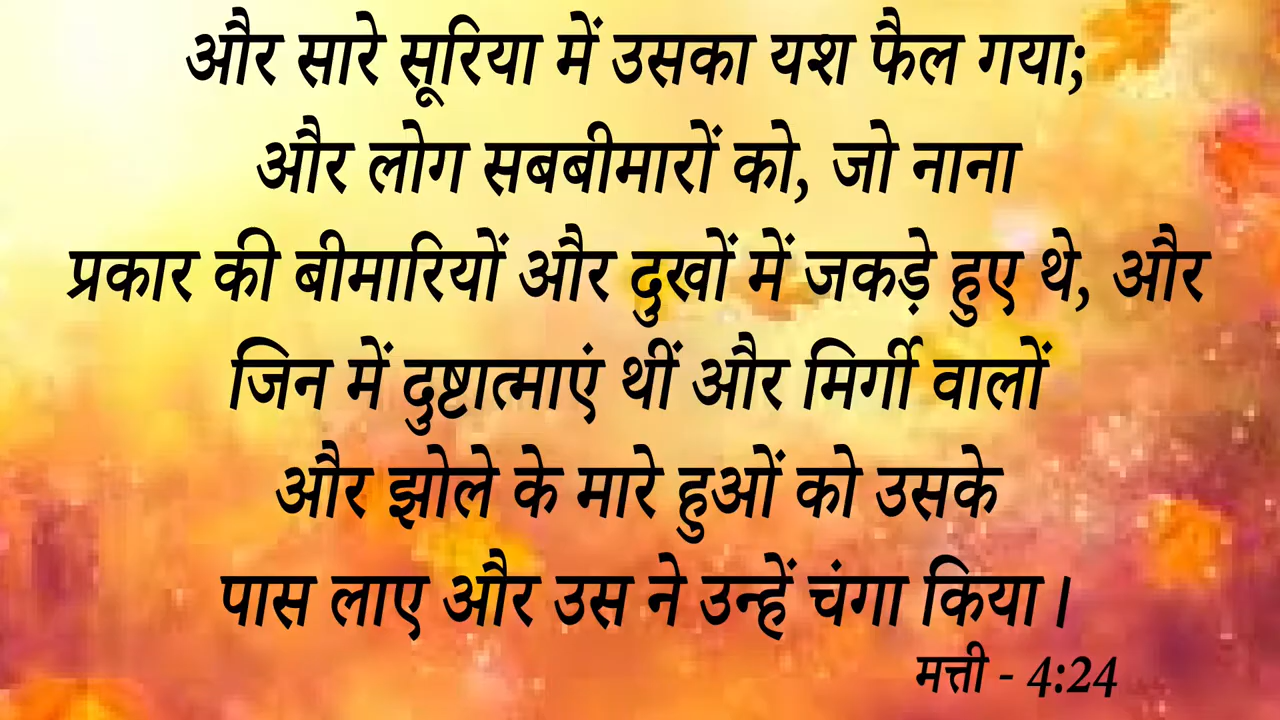 और सारे सूरिया में उसका यश फैल गया;
और लोग सबबीमारों को, जो नाना
प्रकार की बीमारियों और दुखों में जकड़े हुए थे, और
जिन में दुष्टात्माएं थीं और मिर्गी वालों
और झोले के मारे हुओं को उसके
पास लाए और उस ने उन्हें चंगा किया।
मत्ती - 4:24